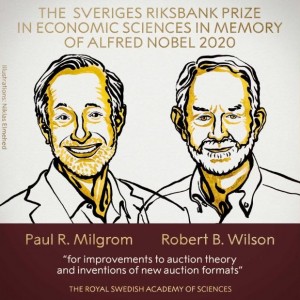 THE SVERIGES RIKSBANK PRIZE
IN ECONOMIC SCIENCES IN MEMORY
OF ALFRED NOBEL 2020
Illustrations: Niklas Elmehed
Paul R. Milgrom Robert B. Wilson
“for improvements to auction theory
and inventions of new auction formats”
THE ROYAL SWEDISH ACADEMY OF SCIENCES